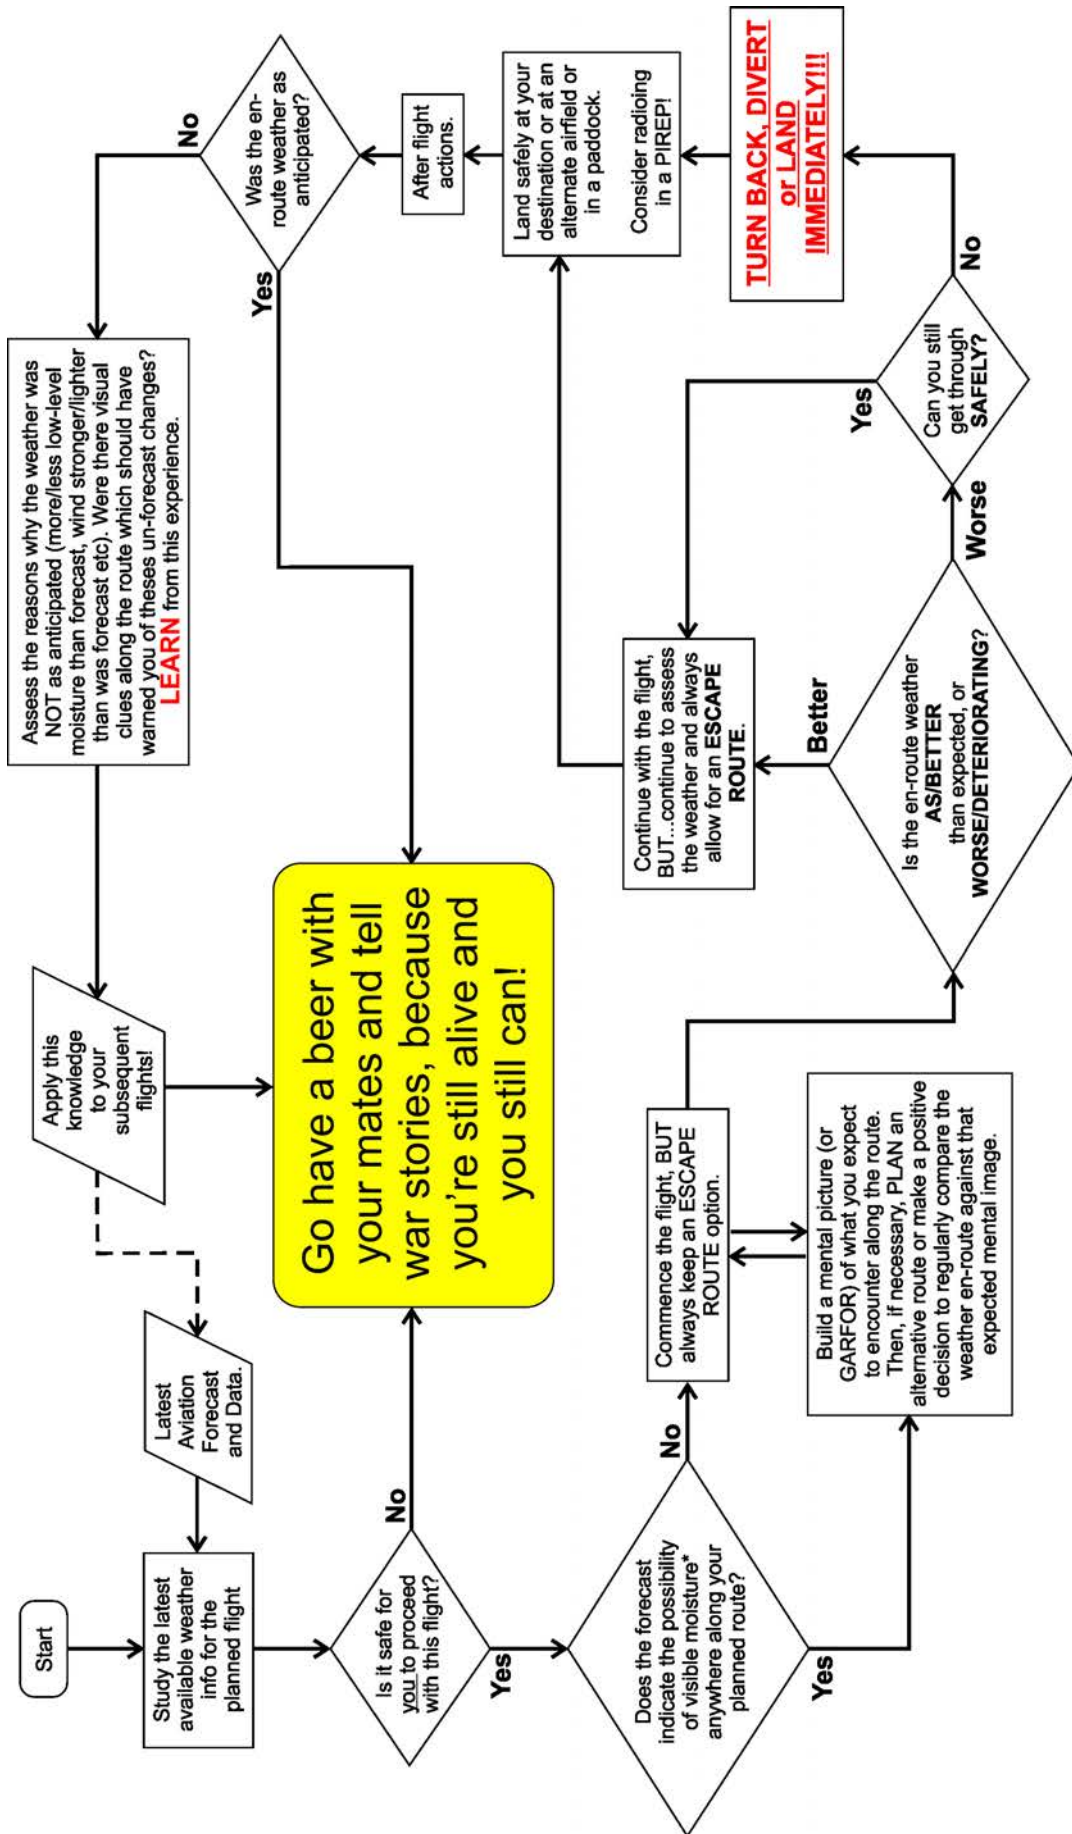 Start
Study the latest
available weather
info for the
planned flight
Latest
Aviation
Forecast
and Data.
Is it safe for
you to proceed
with this flight?
No
Yes
Does the forecast
indicate the possibility
of visible moisture*
anywhere along your
planned route?
No
Yes
Commence the flight, BUT
always keep an ESCAPE
ROUTE option.
Build a mental picture (or
GARFOR) of what you expect
to encounter along the route.
Then, if necessary, PLAN an
alternative route or make a positive
decision to regularly compare the
weather en-route against that
expected mental image.
Is the en-route weather
AS/BETTER
than expected, or
WORSE/DETERIORATING?
Better
Worse
Continue with the flight,
BUT...continue to assess
the weather and always
allow for an ESCAPE
ROUTE.
Can you still
get through
SAFELY?
Yes
No
TURN BACK, DIVERT
or LAND
IMMEDIATELY!!!
Land safely at your
destination or at an
alternate airfield or
in a paddock.
Consider radioing
in a PIREP!
After flight
actions.
Was the en-
route weather as
anticipated?
No
Yes
Assess the reasons why the weather was
NOT as anticipated (more/less low-level
moisture than forecast, wind stronger/lighter
than was forecast etc). Were there visual
clues along the route which should have
warned you of theses un-forecast changes?
LEARN from this experience.
Apply this
knowledge
to your
subsequent
flights!
Go have a beer with
your mates and tell
war stories, because
you're still alive and
you still can!